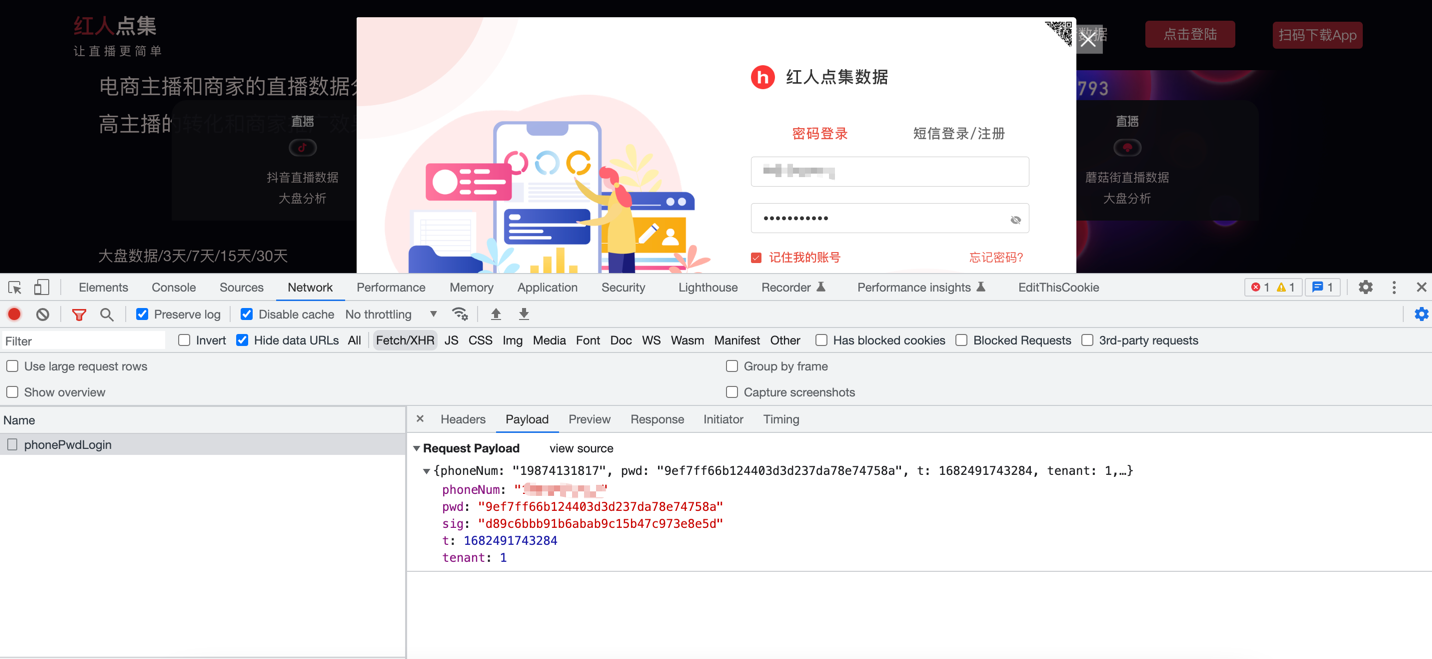 红人点集
让直播更简单
数据
点击登陆
扫码下载App
电商主播和商家的直播数据分
高主播的转化和商家
793
直播
抖音直播数据
大盘分析
直播
蘑菇街直播数据
大盘分析
大盘数据/3天/7天/15天/30天
红人点集数据
密码登录 短信登录/注册
•••••••••••
记住我的账号 忘记密码?
Elements Console Sources Network Performance Memory Application Security Lighthouse Recorder Performance insights EditThisCookie 1 1 1
Preserve log Disable cache No throttling
Filter Invert Hide data URLs All Fetch/XHR JS CSS Img Media Font Doc WS Wasm Manifest Other Has blocked cookies Blocked Requests 3rd-party requests
Use large request rows Group by frame
Show overview Capture screenshots
Name
phonePwdLogin
Headers Payload Preview Response Initiator Timing
Request Payload view source
{phoneNum: "19874131817", pwd: "9ef7ff66b124403d3d237da78e74758a", t: 1682491743284, tenant: 1,…}
phoneNum:
pwd: "9ef7ff66b124403d3d237da78e74758a"
sig: "d89c6bbb91b6abab9c15b47c973e8e5d"
t: 1682491743284
tenant: 1